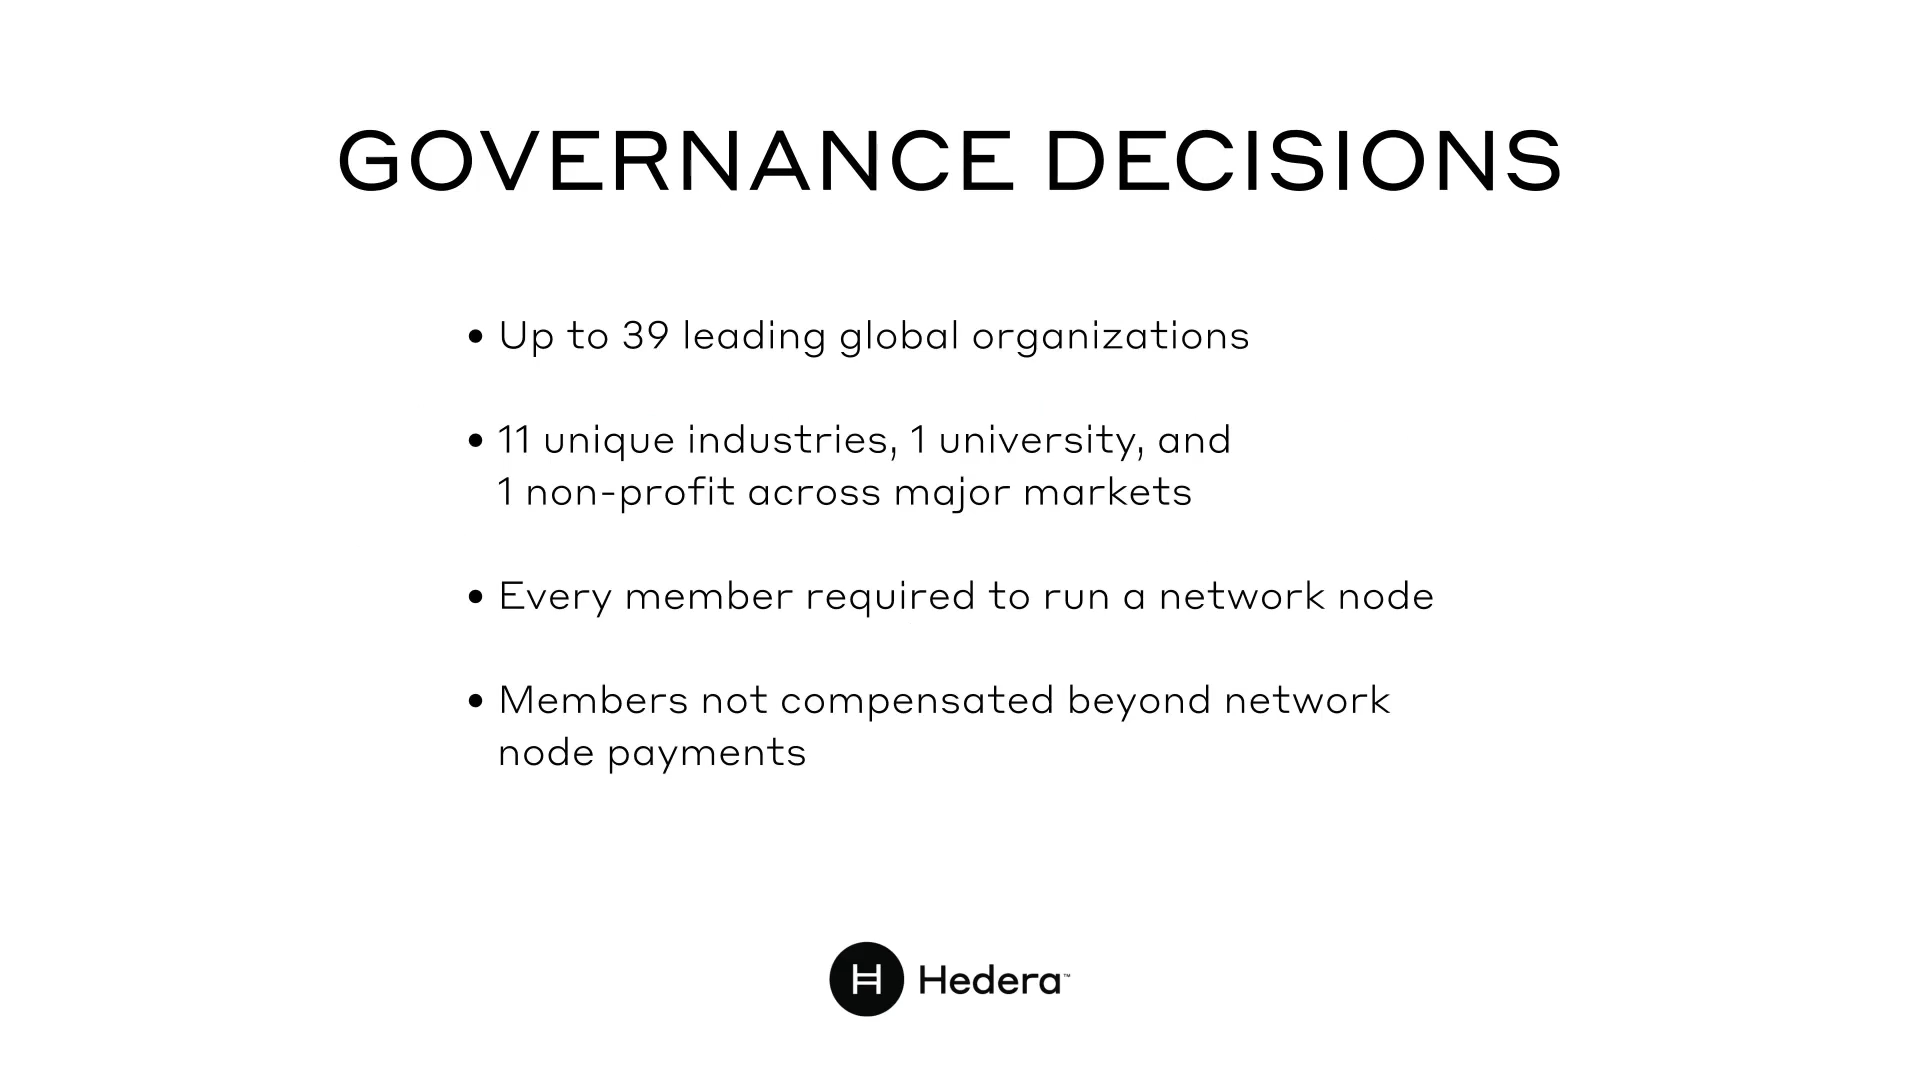 GOVERNANCE DECISIONS
• Up to 39 leading global organizations
• 11 unique industries, 1 university, and
1 non-profit across major markets
• Every member required to run a network node
• Members not compensated beyond network
node payments
Hedera™